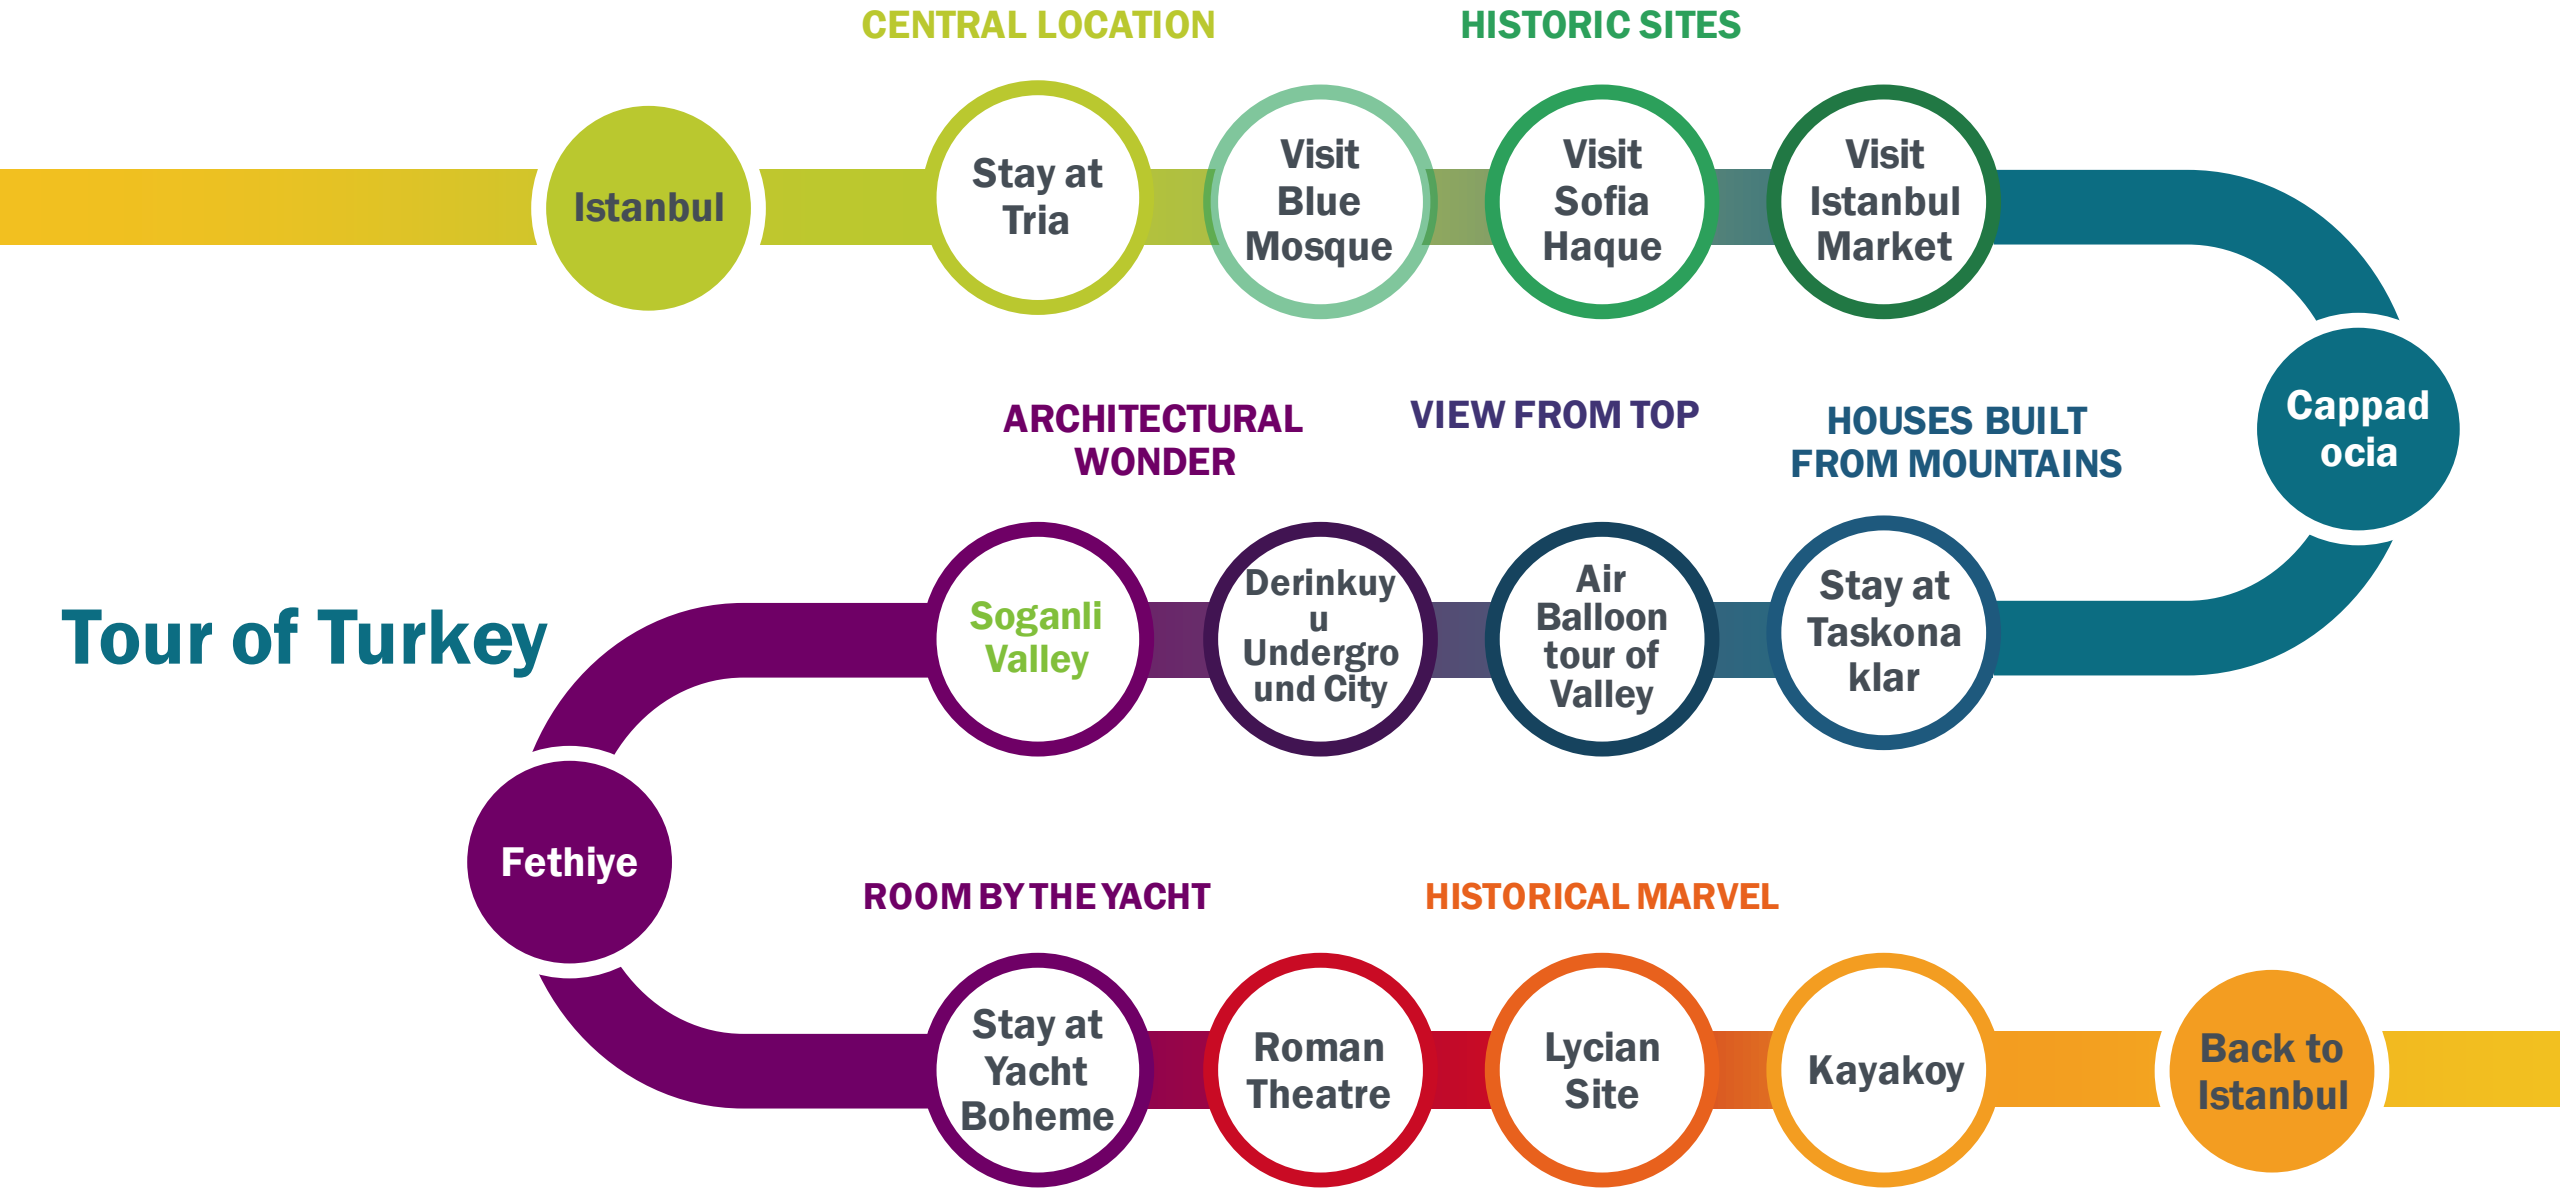 CENTRAL LOCATION
HISTORIC SITES
Istanbul
Stay at
Tria
Visit
Blue
Mosque
Visit
Sofia
Haque
Visit
Istanbul
Market
Cappad
ocia
ARCHITECTURAL
WONDER
VIEW FROM TOP
HOUSES BUILT
FROM MOUNTAINS
Tour of Turkey
Soganli
Valley
Derinkuy
u
Undergro
und City
Air
Balloon
tour of
Valley
Stay at
Taskona
klar
Fethiye
ROOM BY THE YACHT
HISTORICAL MARVEL
Stay at
Yacht
Boheme
Roman
Theatre
Lycian
Site
Kayakoy
Back to
Istanbul